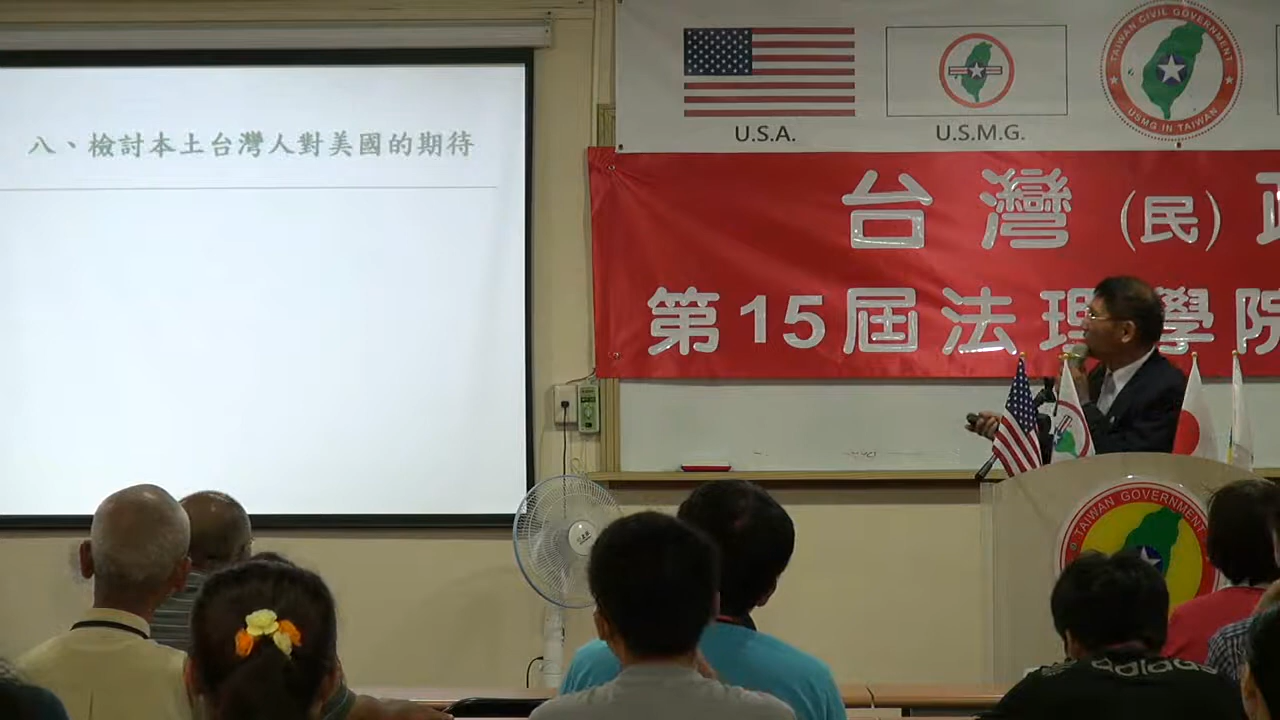 八、檢討本土台灣人對美國的期待
U.S.A.
U.S.M.G.
TAIWAN CIVIL GOVERNMENT
USMG IN TAIWAN
台灣(民)
第15屆法理學院
TAIWAN GOVERNMENT
adidas